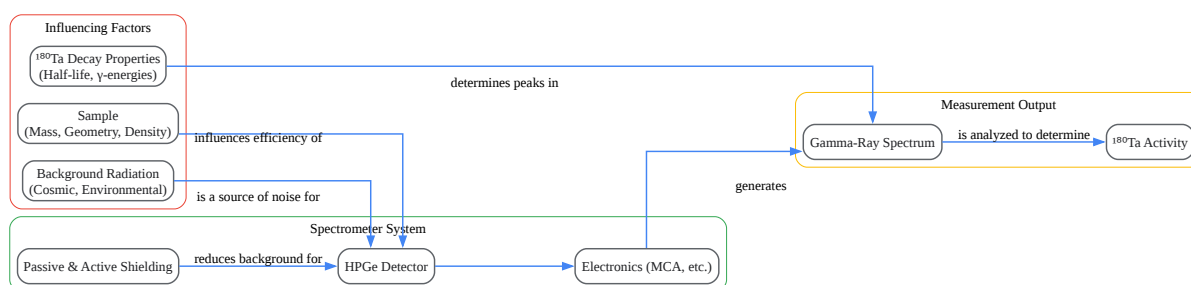 Influencing Factors
¹⁸⁰Ta Decay Properties
(Half-life, γ-energies)
determines peaks in
Sample
(Mass, Geometry, Density)
influences efficiency of
Background Radiation
(Cosmic, Environmental)
is a source of noise for
Measurement Output
Gamma-Ray Spectrum
is analyzed to determine
¹⁸⁰Ta Activity
generates
Spectrometer System
Passive & Active Shielding
reduces background for
HPGe Detector
Electronics (MCA, etc.)